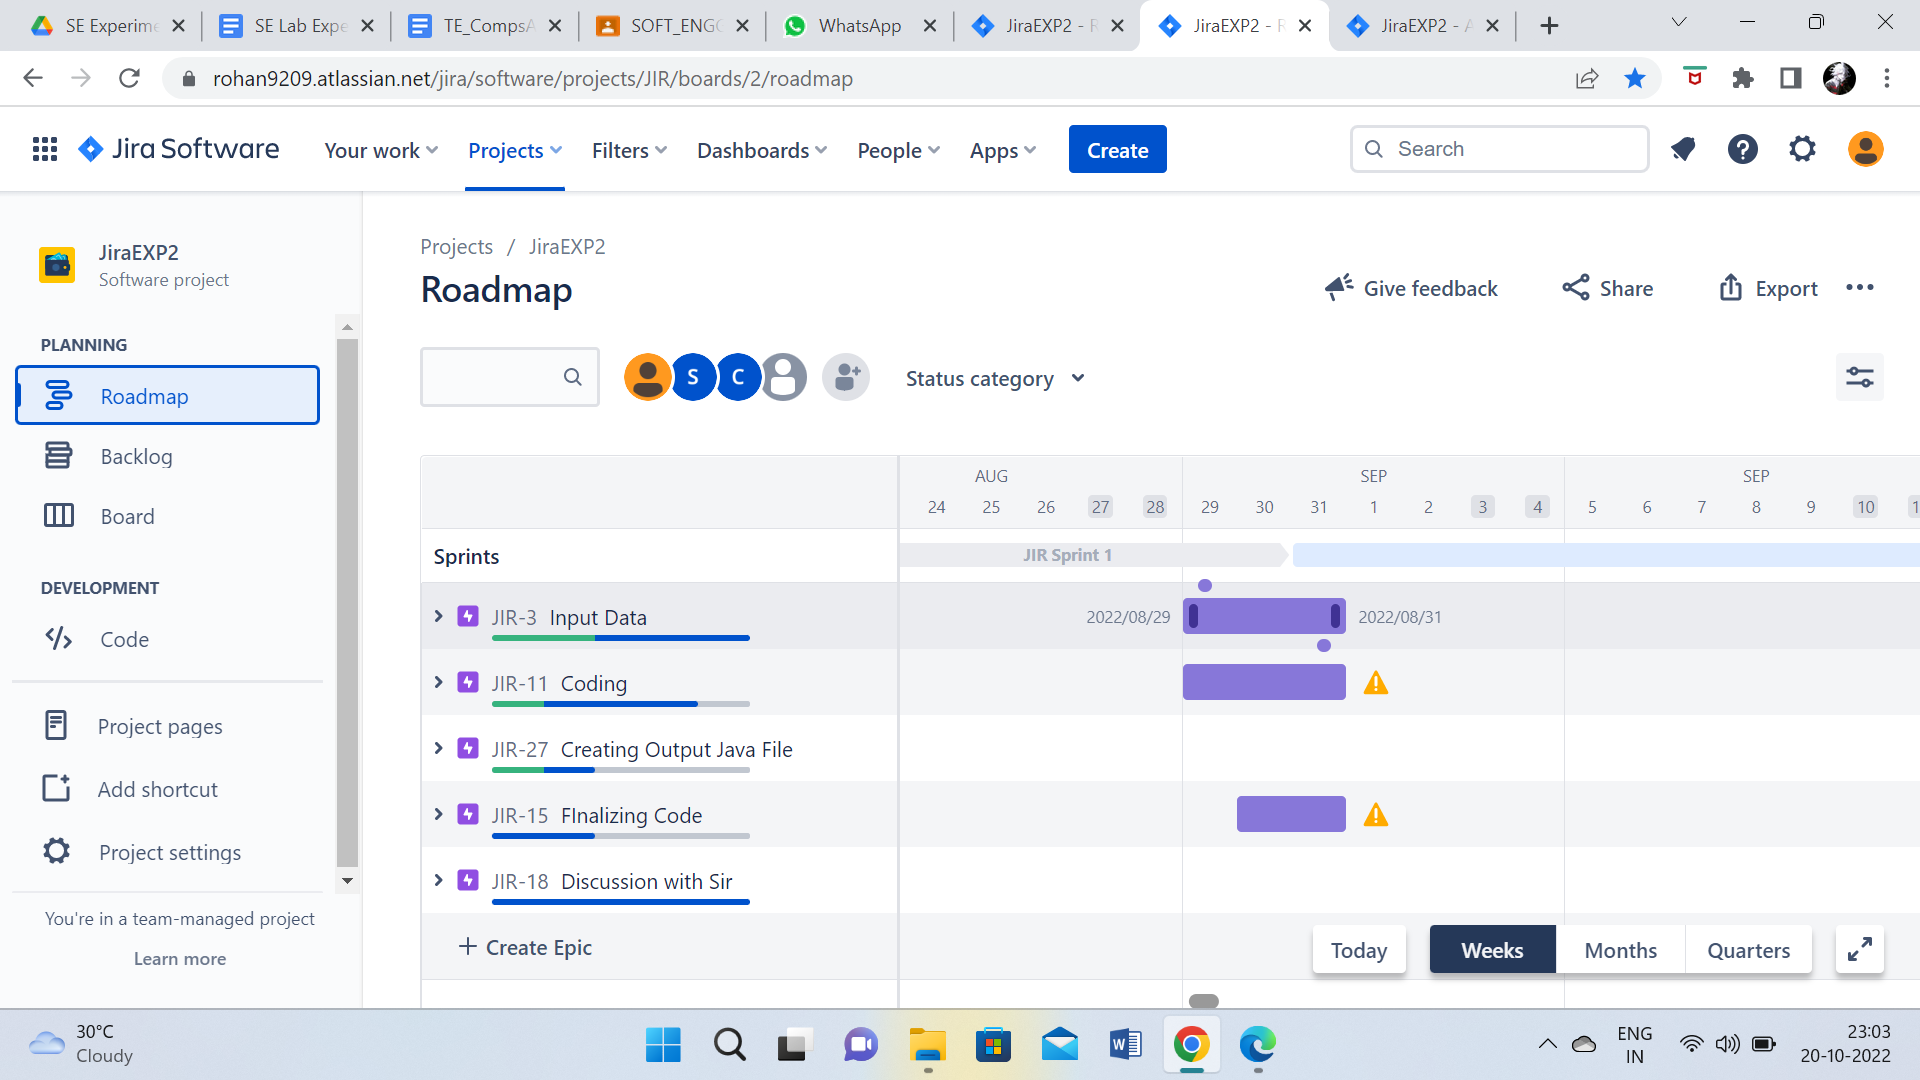 SE Experime
SE Lab Expe
TE_CompsA
SOFT_ENGG
WhatsApp
JiraEXP2 - R
JiraEXP2 - R
JiraEXP2 - A
rohan9209.atlassian.net/jira/software/projects/JIR/boards/2/roadmap
Jira Software
Your work
Projects
Filters
Dashboards
People
Apps
Create
Search
JiraEXP2
Software project
PLANNING
Roadmap
Backlog
Board
DEVELOPMENT
Code
Project pages
Add shortcut
Project settings
You're in a team-managed project
Learn more
Projects / JiraEXP2
Roadmap
Give feedback
Share
Export
S
C
Status category
AUG SEP SEP
24 25 26 27 28 29 30 31 1 2 3 4 5 6 7 8 9 10 1
Sprints
JIR Sprint 1
JIR-3 Input Data
2022/08/29
2022/08/31
JIR-11 Coding
JIR-27 Creating Output Java File
JIR-15 FInalizing Code
JIR-18 Discussion with Sir
+ Create Epic
Today
Weeks
Months
Quarters
30°C
Cloudy
ENG
IN
23:03
20-10-2022